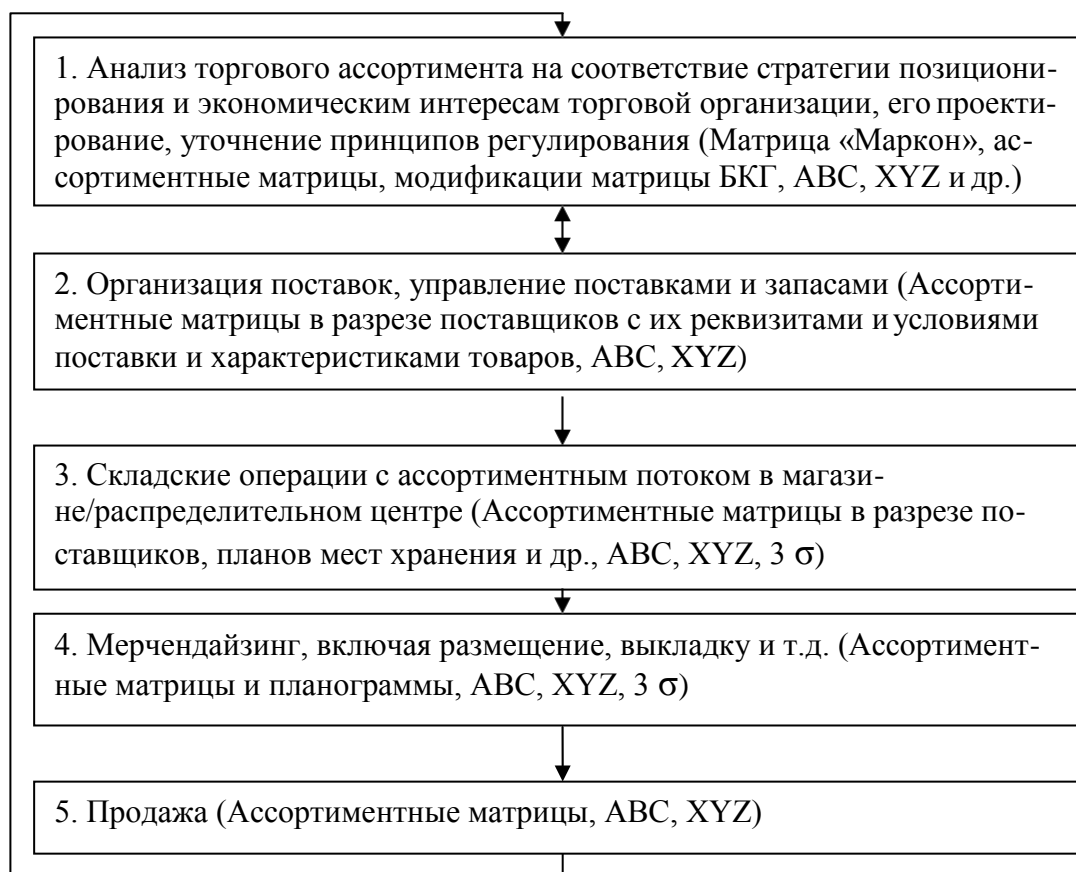 1. Анализ торгового ассортимента на соответствие стратегии позициони-
рования и экономическим интересам торговой организации, его проекти-
рование, уточнение принципов регулирования (Матрица «Маркон», ас-
сортиментные матрицы, модификации матрицы БКГ, ABC, XYZ и др.)
2. Организация поставок, управление поставками и запасами (Ассорти-
ментные матрицы в разрезе поставщиков с их реквизитами и условиями
поставки и характеристиками товаров, ABC, XYZ)
3. Складские операции с ассортиментным потоком в магази-
не/распределительном центре (Ассортиментные матрицы в разрезе по-
ставщиков, планов мест хранения и др., ABC, XYZ, 3 σ)
4. Мерчендайзинг, включая размещение, выкладку и т.д. (Ассортимент-
ные матрицы и планограммы, ABC, XYZ, 3 σ)
5. Продажа (Ассортиментные матрицы, ABC, XYZ)